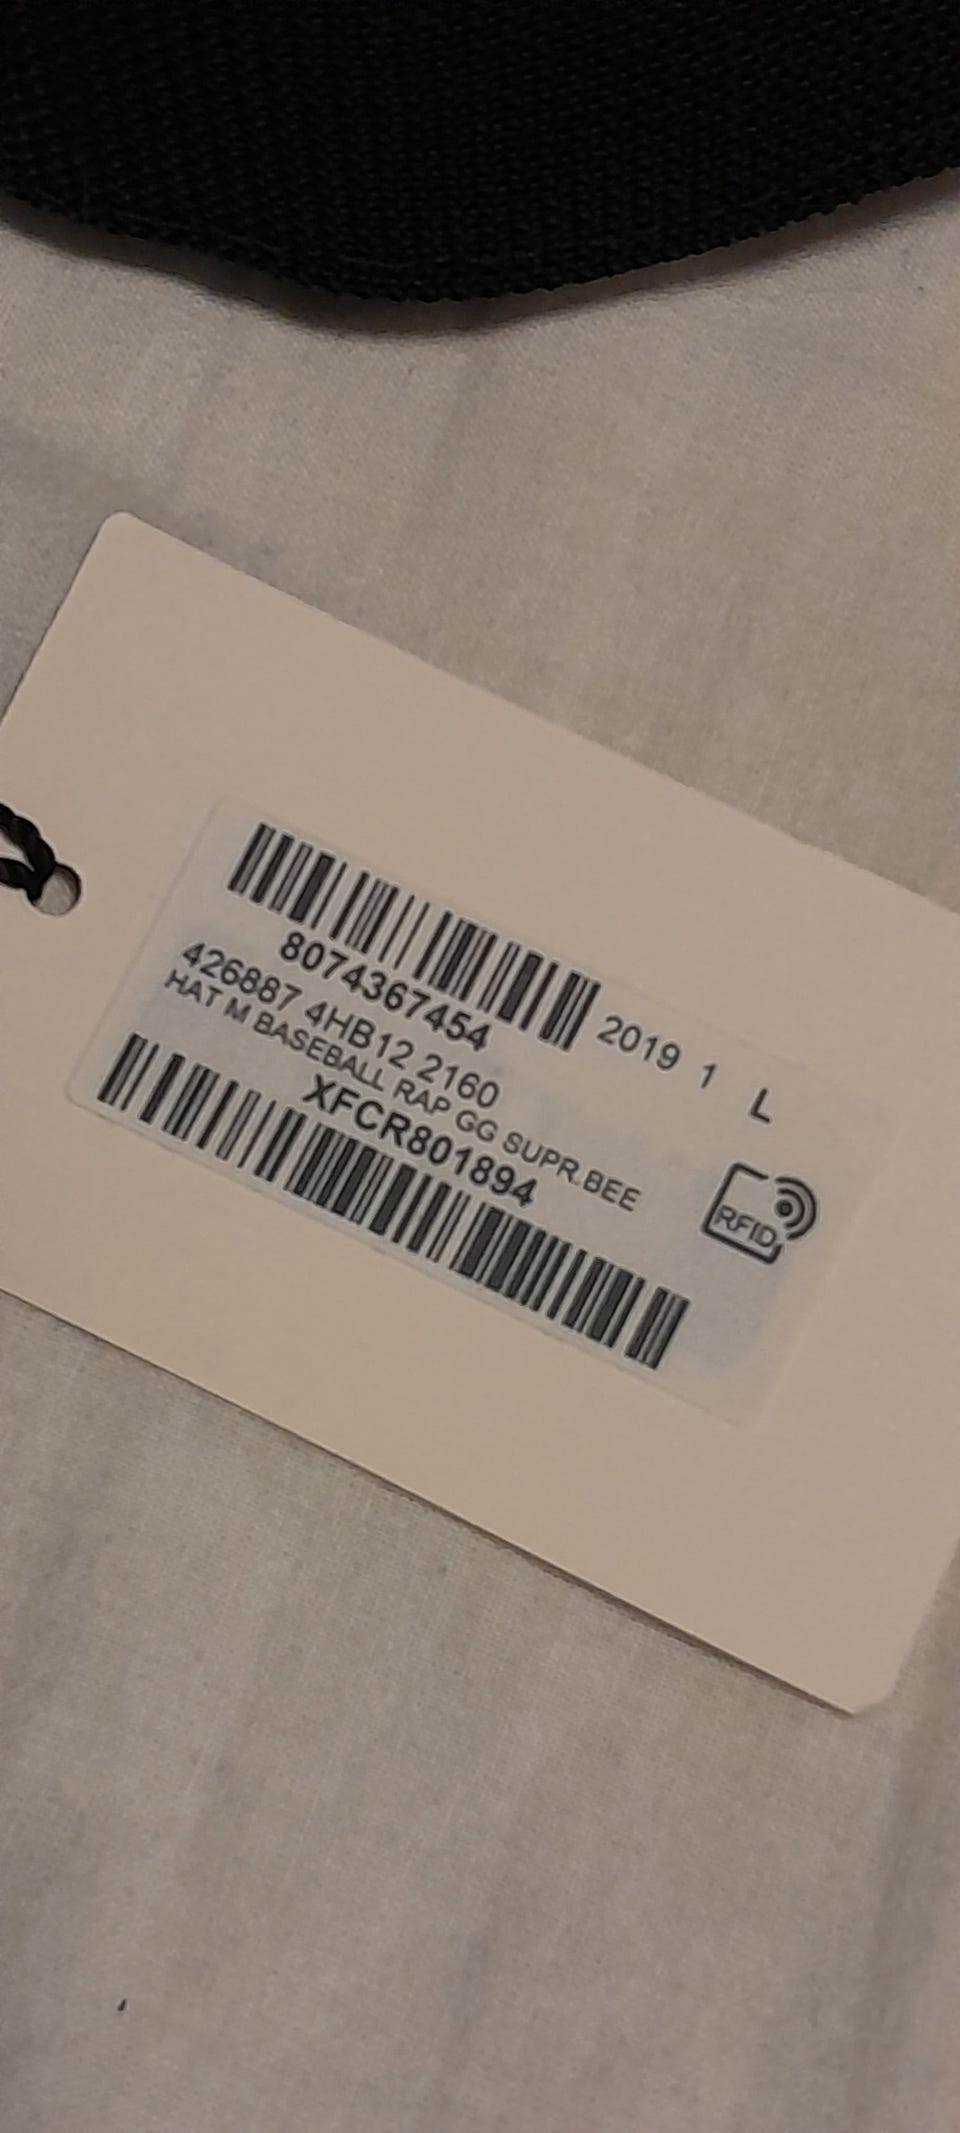 8074367454
2019 1 L
426887 4HB12 2160
HAT M BASEBALL RAP GG SUPR.BEE
XFCR801894
RFID